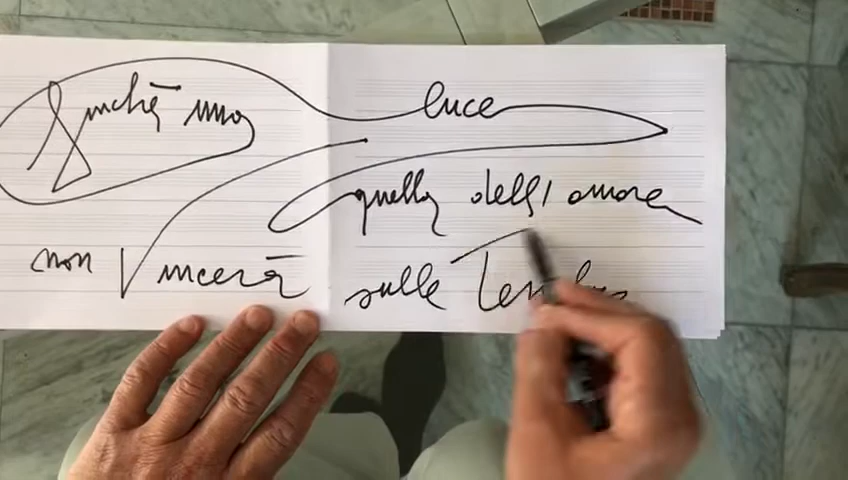 Finchè una luce
quella dell'amore
non Vincerà sulle